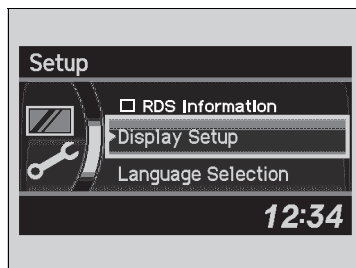 Setup
RDS Information
Display Setup
Language Selection
12:34